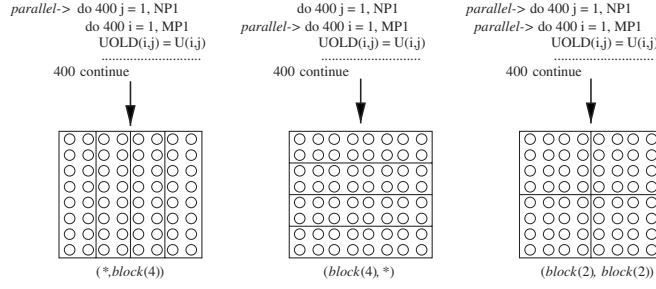 parallel-> do 400 j = 1, NP1
do 400 i = 1, MP1
UOLD(i,j) = U(i,j)
..............................
400 continue
(*,block(4))
do 400 j = 1, NP1
parallel-> do 400 i = 1, MP1
UOLD(i,j) = U(i,j)
..............................
400 continue
(block(4), *)
parallel-> do 400 j = 1, NP1
parallel-> do 400 i = 1, MP1
UOLD(i,j) = U(i,j)
..............................
400 continue
(block(2), block(2))